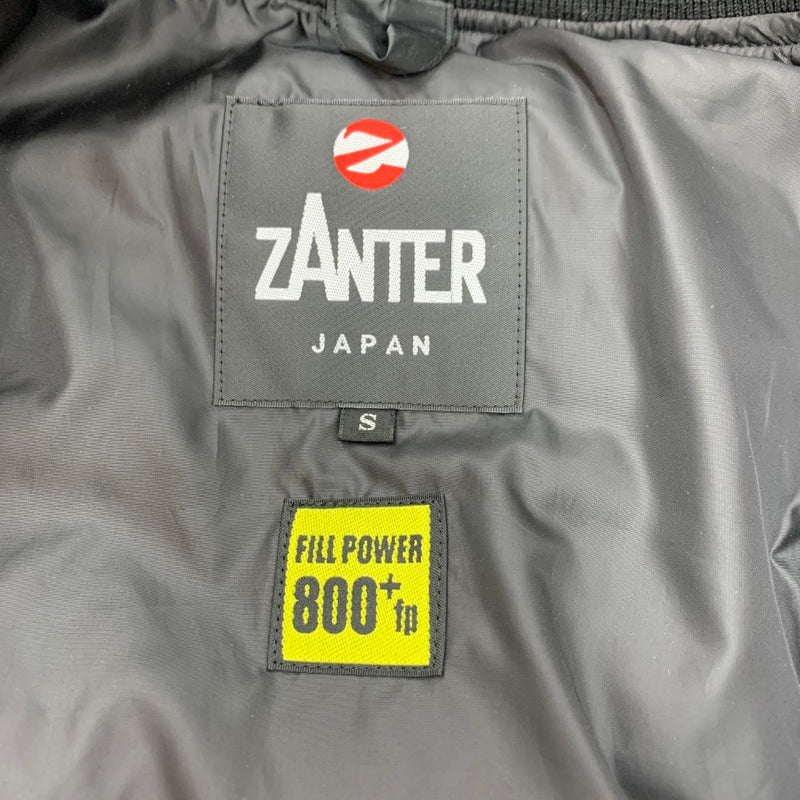 Z
ZANTER
JAPAN
S
FILL POWER
800+fp